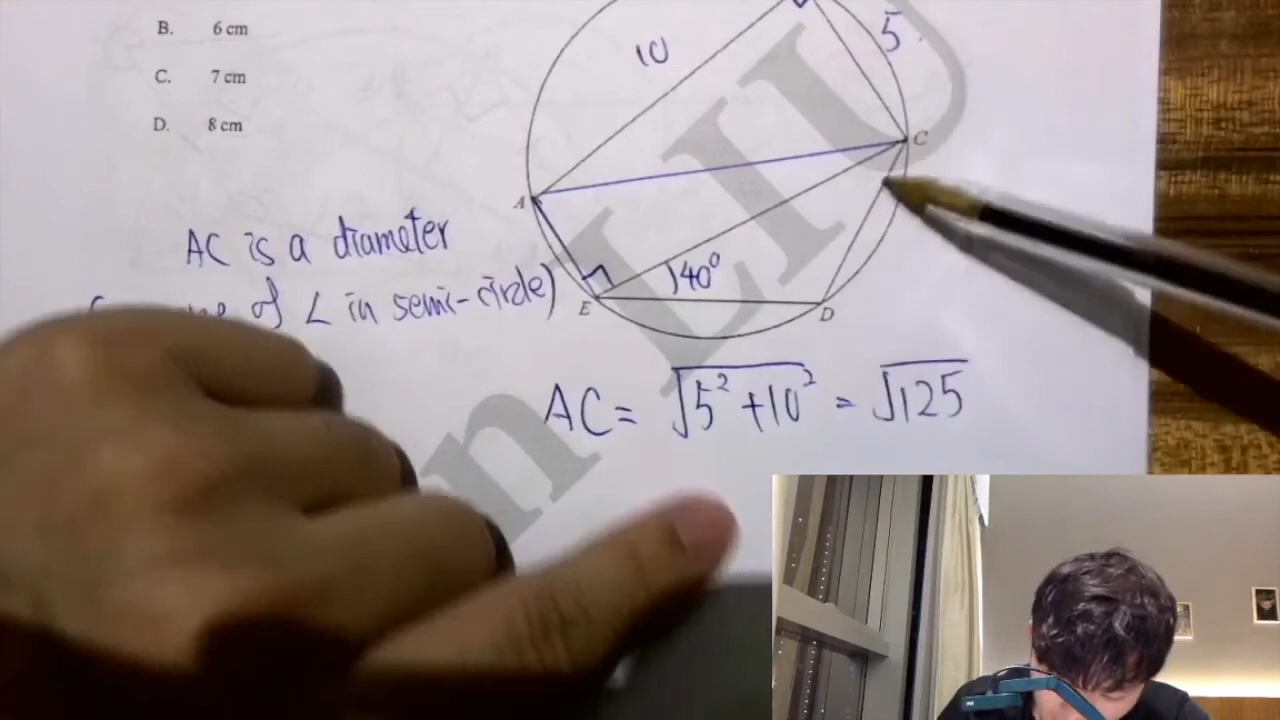 B. 6 cm
10
5
C. 7 cm
D. 8 cm
C
A
AC is a diameter
of ∠ in semi-circle)
40°
E
D
AC = √5²+10² = √125
LIU
n